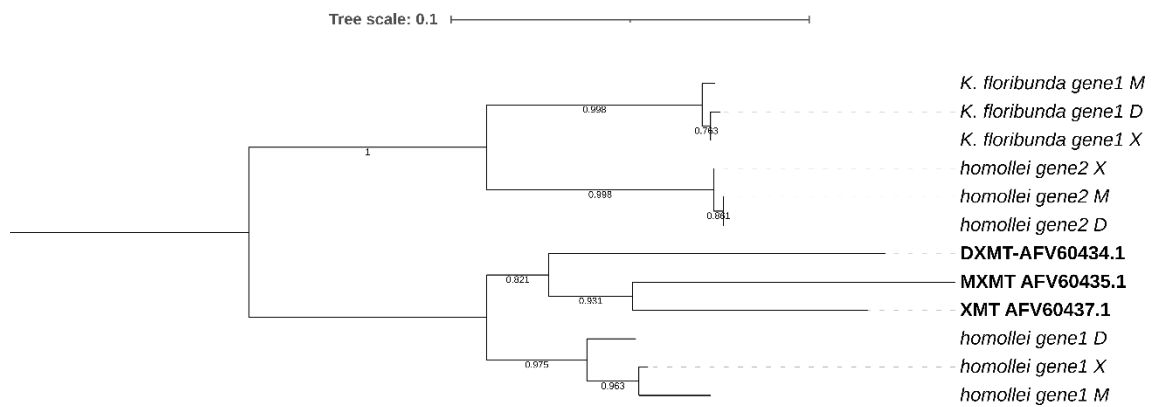 Tree scale: 0.1
K. floribunda gene1 M
0.998
K. floribunda gene1 D
0.763
K. floribunda gene1 X
1
homollei gene2 X
0.998
homollei gene2 M
0.861
homollei gene2 D
DXMT-AFV60434.1
0.821
MXMT AFV60435.1
0.931
XMT AFV60437.1
homollei gene1 D
0.975
homollei gene1 X
0.963
homollei gene1 M